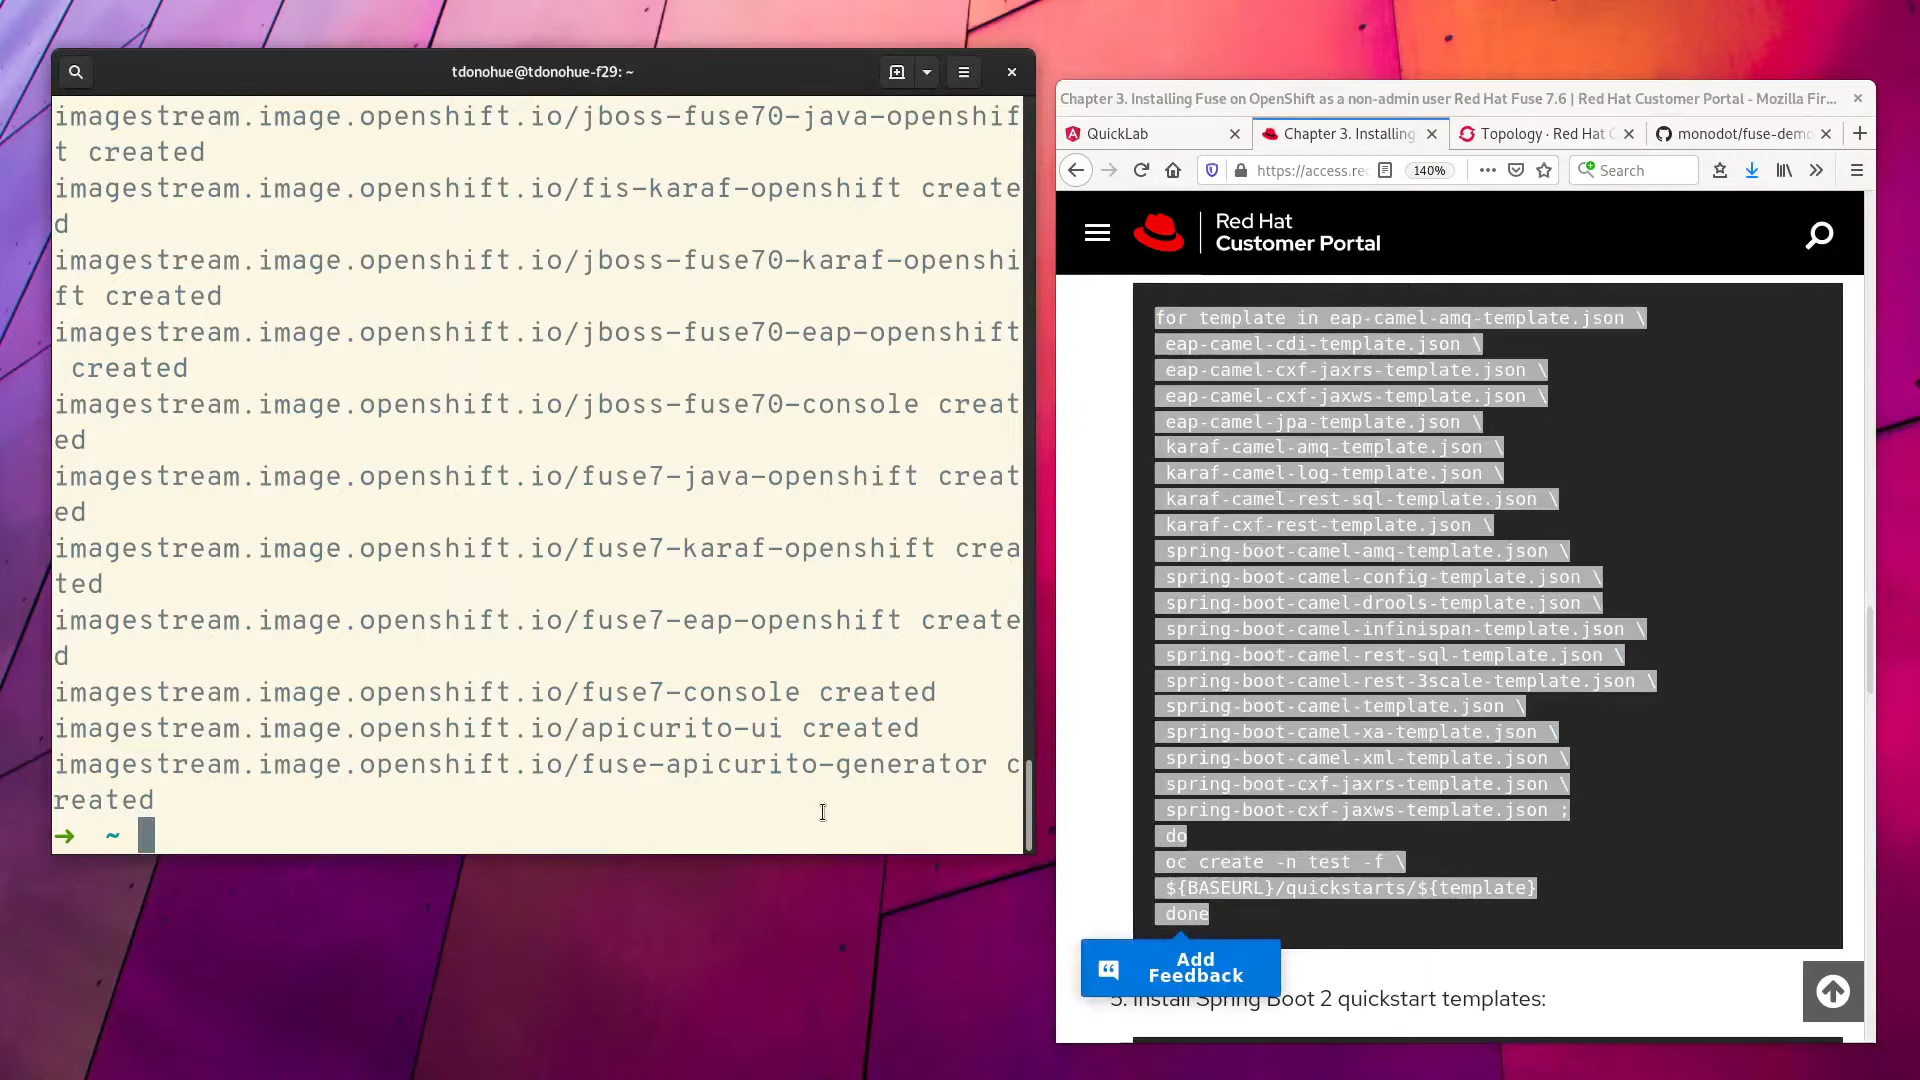 tdonohue@tdonohue-f29: ~
imagestream.image.openshift.io/jboss-fuse70-java-openshif
t created
imagestream.image.openshift.io/fis-karaf-openshift create
d
imagestream.image.openshift.io/jboss-fuse70-karaf-openshi
ft created
imagestream.image.openshift.io/jboss-fuse70-eap-openshift
created
imagestream.image.openshift.io/jboss-fuse70-console creat
ed
imagestream.image.openshift.io/fuse7-java-openshift creat
ed
imagestream.image.openshift.io/fuse7-karaf-openshift crea
ted
imagestream.image.openshift.io/fuse7-eap-openshift create
d
imagestream.image.openshift.io/fuse7-console created
imagestream.image.openshift.io/apicurito-ui created
imagestream.image.openshift.io/fuse-apicurito-generator c
reated
➜ ~
Chapter 3. Installing Fuse on OpenShift as a non-admin user Red Hat Fuse 7.6 | Red Hat Customer Portal - Mozilla Fir...
QuickLab
Chapter 3. Installing
Topology · Red Hat
monodot/fuse-demo
https://access.red
140%
Search
Red Hat
Customer Portal
for template in eap-camel-amq-template.json \
eap-camel-cdi-template.json \
eap-camel-cxf-jaxrs-template.json \
eap-camel-cxf-jaxws-template.json \
eap-camel-jpa-template.json \
karaf-camel-amq-template.json \
karaf-camel-log-template.json \
karaf-camel-rest-sql-template.json \
karaf-cxf-rest-template.json \
spring-boot-camel-amq-template.json \
spring-boot-camel-config-template.json \
spring-boot-camel-drools-template.json \
spring-boot-camel-infinispan-template.json \
spring-boot-camel-rest-sql-template.json \
spring-boot-camel-rest-3scale-template.json \
spring-boot-camel-template.json \
spring-boot-camel-xa-template.json \
spring-boot-camel-xml-template.json \
spring-boot-cxf-jaxrs-template.json \
spring-boot-cxf-jaxws-template.json ;
do
oc create -n test -f \
${BASEURL}/quickstarts/${template}
done
Add
Feedback
5. Install Spring Boot 2 quickstart templates: